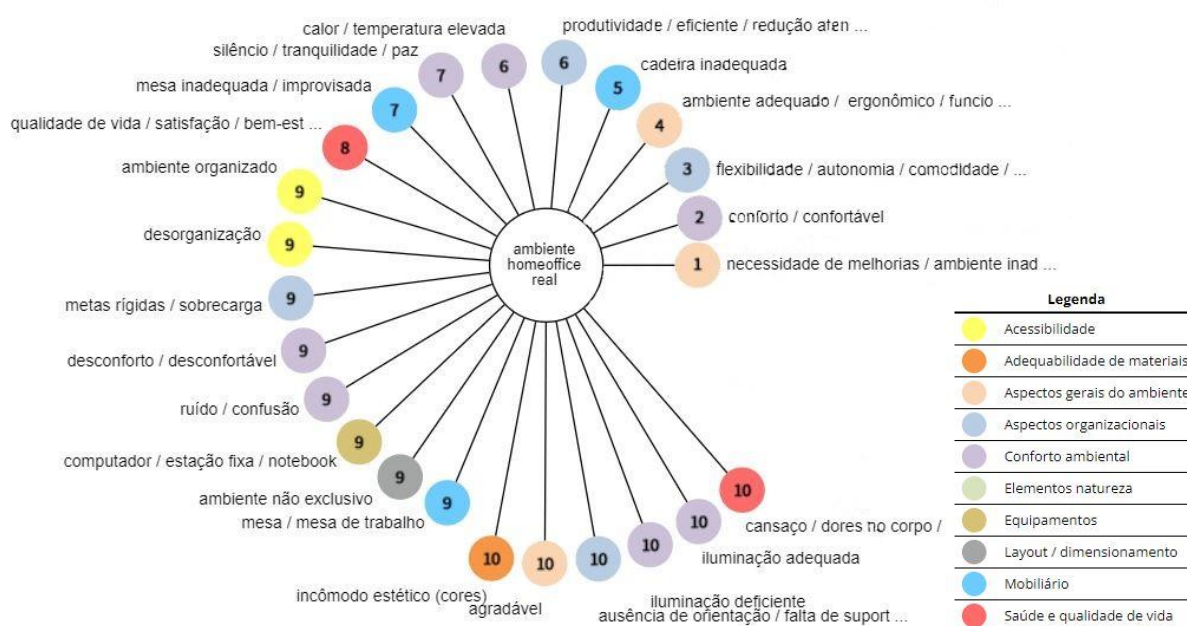 calor / temperatura elevada
produtividade / eficiente / redução aten ...
silêncio / tranquilidade / paz
cadeira inadequada
mesa inadequada / improvisada
ambiente adequado / ergonômico / funcio ...
qualidade de vida / satisfação / bem-est ...
ambiente organizado
flexibilidade / autonomia / comodidade / ...
desorganização
conforto / confortável
metas rígidas / sobrecarga
necessidade de melhorias / ambiente inad ...
desconforto / desconfortável
ruído / confusão
computador / estação fixa / notebook
ambiente não exclusivo
mesa / mesa de trabalho
incômodo estético (cores)
agradável
ausência de orientação / falta de suport ...
iluminação deficiente
iluminação adequada
cansaço / dores no corpo /
7
6
6
5
4
3
2
1
7
8
9
9
9
9
9
9
9
9
10
10
10
10
10
10
ambiente
homeoffice
real
Legenda
Acessibilidade
Adequabilidade de materiais
Aspectos gerais do ambiente
Aspectos organizacionais
Conforto ambiental
Elementos natureza
Equipamentos
Layout / dimensionamento
Mobiliário
Saúde e qualidade de vida